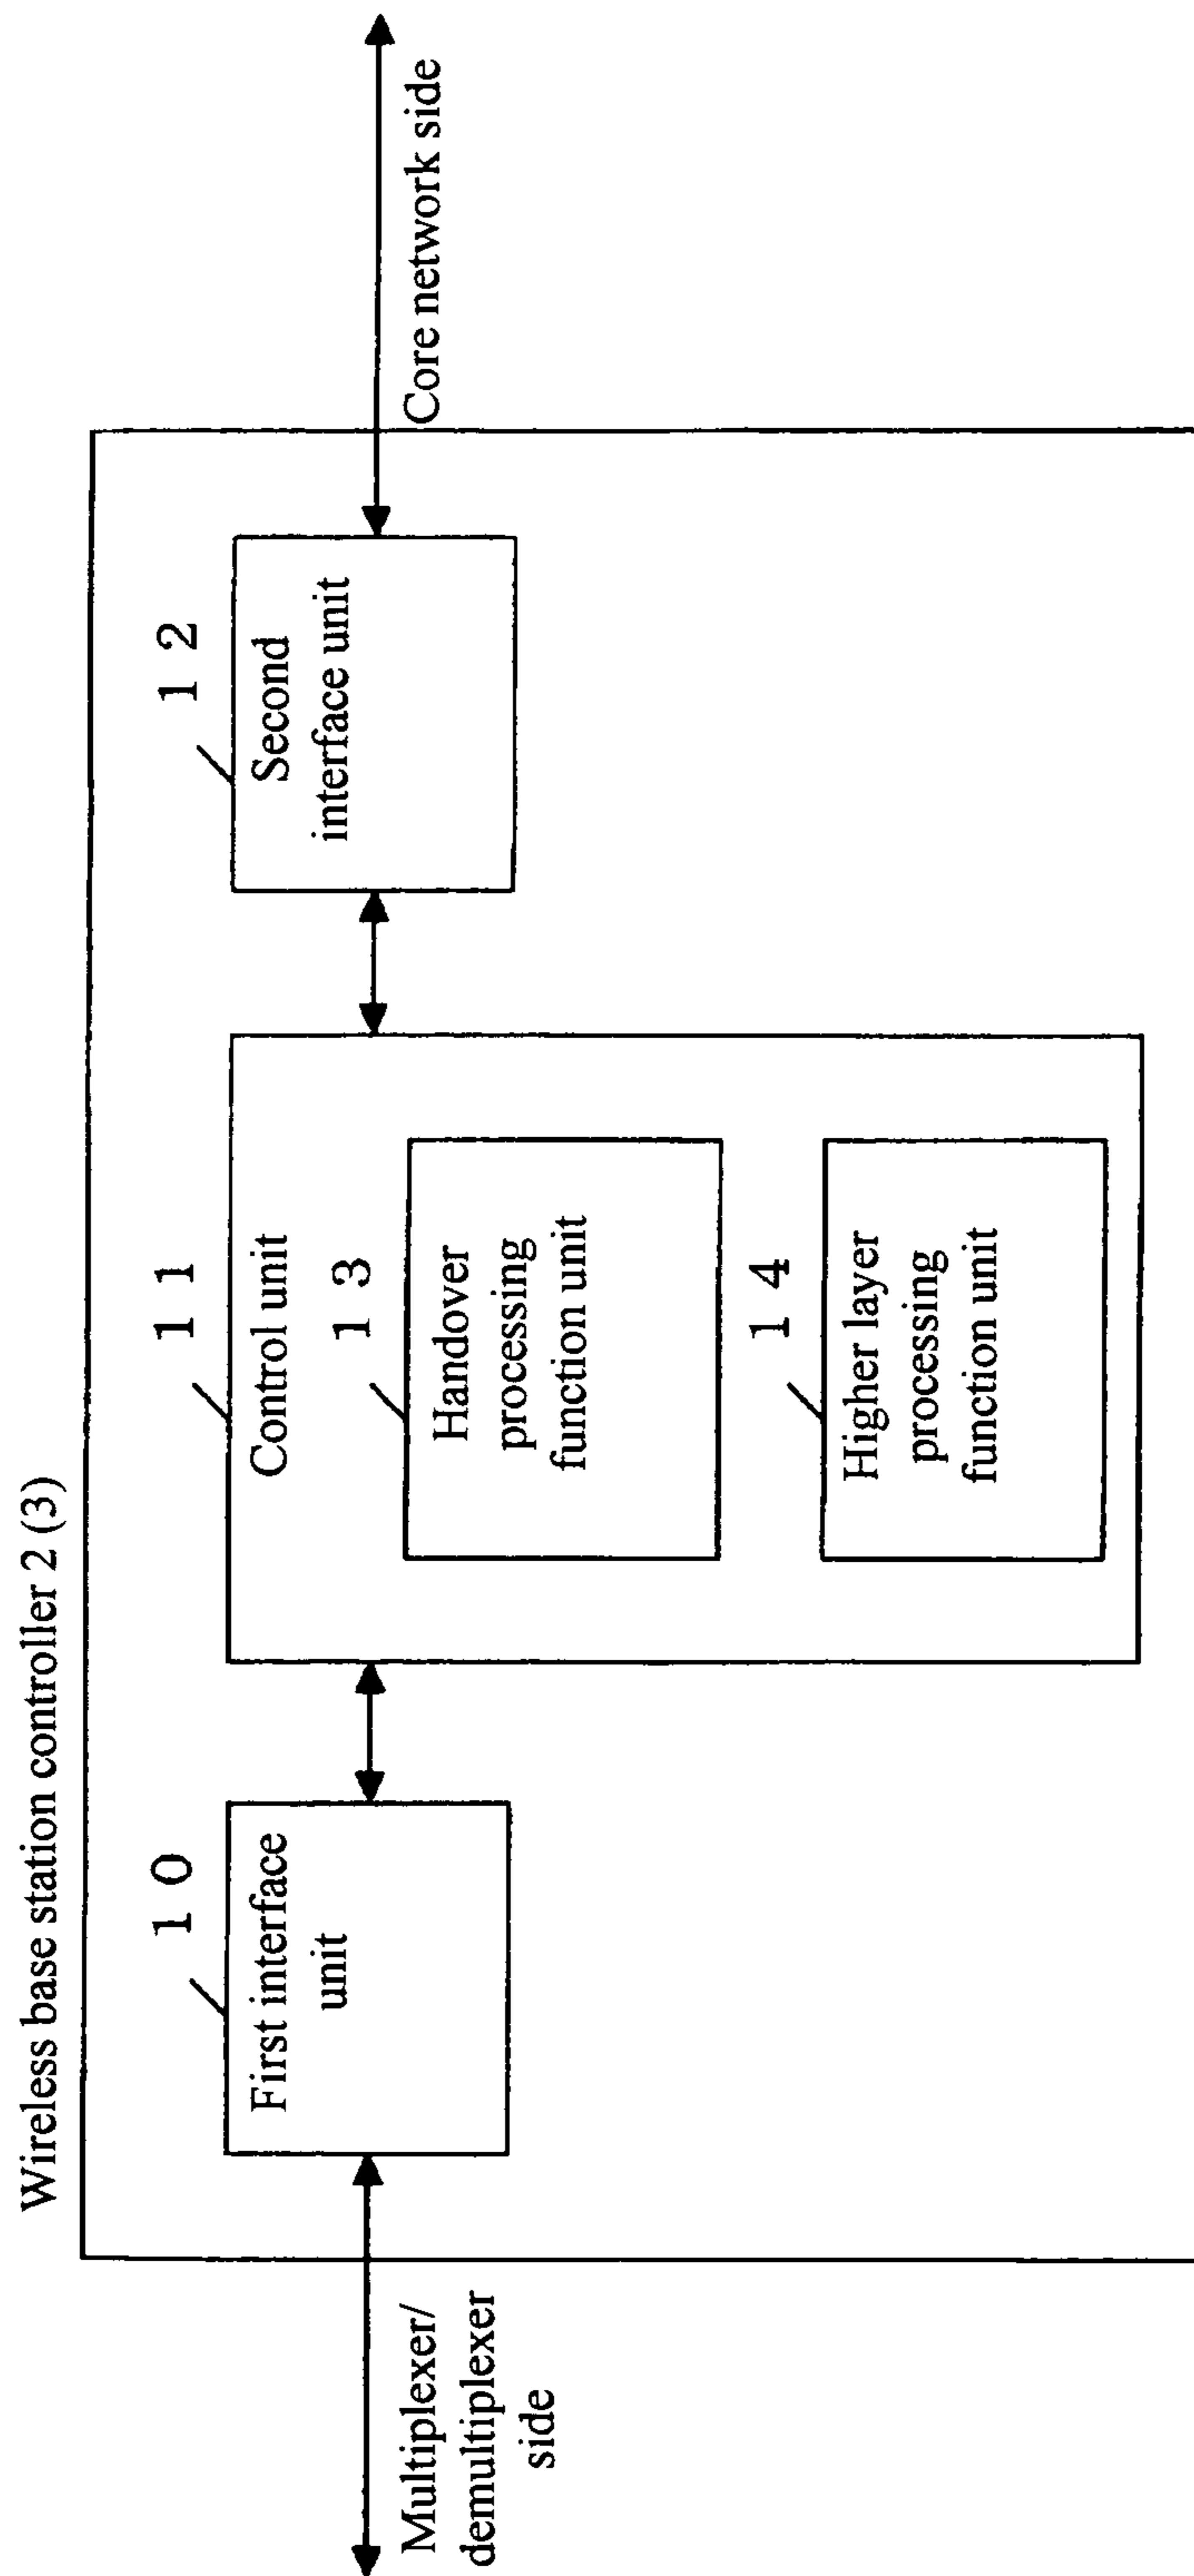 Wireless base station controller 2 (3)
Multiplexer/
demultiplexer
side
1 0
First interface
unit
1 1
Control unit
1 3
Handover
processing
function unit
1 4
Higher layer
processing
function unit
1 2
Second
interface unit
Core network side